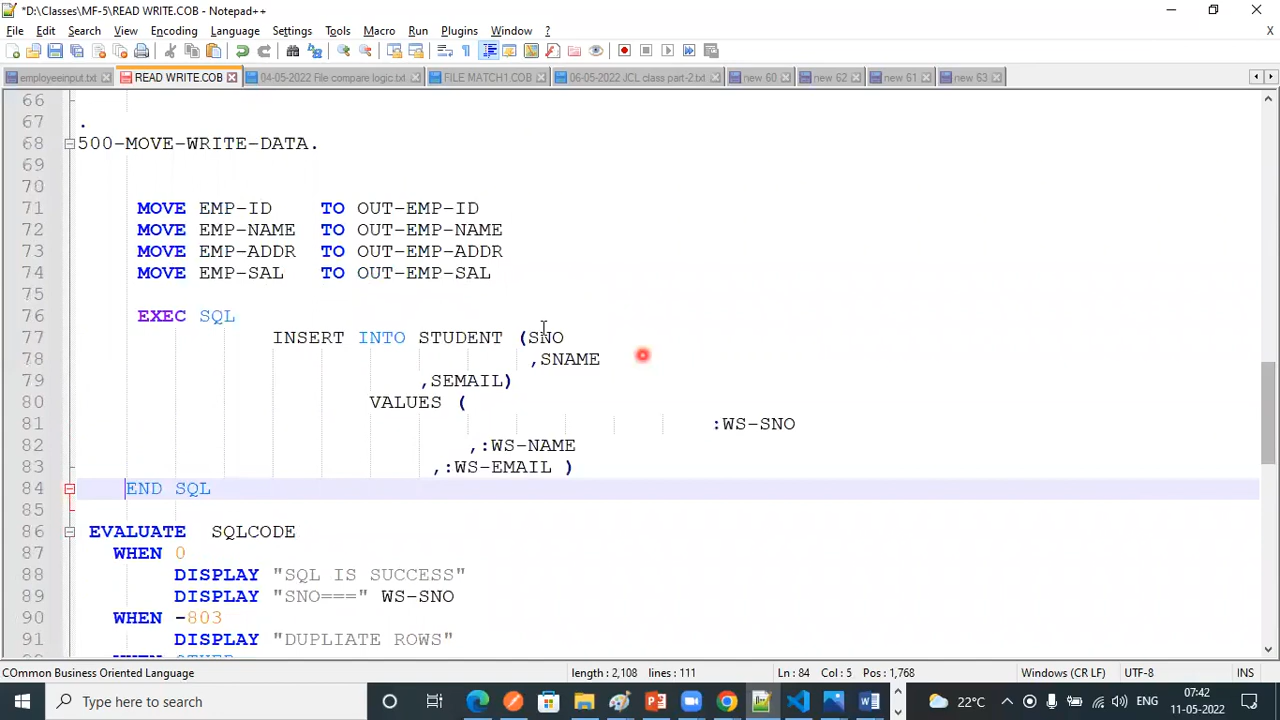 *D:\Classes\MF-5\READ WRITE.COB - Notepad++
File Edit Search View Encoding Language Settings Tools Macro Run Plugins Window ? X
employeeinput.txt READ WRITE.COB 04-05-2022 File compare logic.txt FILE MATCH1 COB 06-05-2022 JCL class part-2.txt new 60 new 62 new 61 new 63
66
67 .
68 500-MOVE-WRITE-DATA.
69
70
71 MOVE EMP-ID TO OUT-EMP-ID
72 MOVE EMP-NAME TO OUT-EMP-NAME
73 MOVE EMP-ADDR TO OUT-EMP-ADDR
74 MOVE EMP-SAL TO OUT-EMP-SAL
75
76 EXEC SQL
77 INSERT INTO STUDENT (SNO
78 ,SNAME
79 ,SEMAIL)
80 VALUES (
81 :WS-SNO
82 ,:WS-NAME
83 ,:WS-EMAIL )
84 END SQL
85
86 EVALUATE SQLCODE
87 WHEN 0
88 DISPLAY "SQL IS SUCCESS"
89 DISPLAY "SNO===" WS-SNO
90 WHEN -803
91 DISPLAY "DUPLIATE ROWS"
WHEN OTHER
COmmon Business Oriented Language length : 2,108 lines : 111 Ln : 84 Col : 5 Pos : 1,768 Windows (CR LF) UTF-8 INS
Type here to search 22°C ENG 07:42
11-05-2022